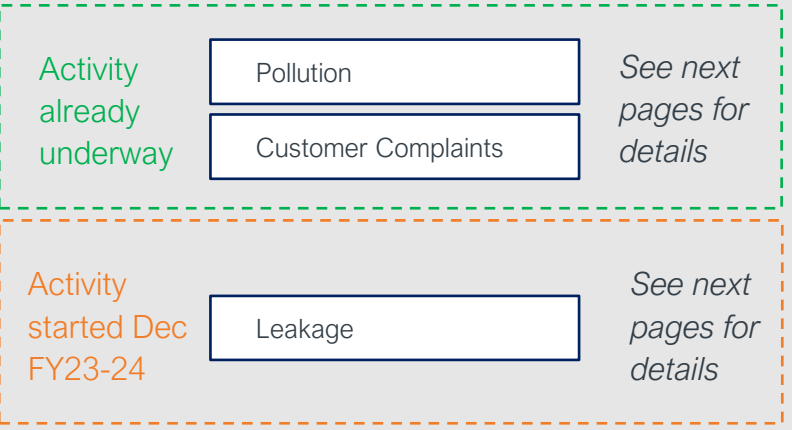 Activity
already
underway
Pollution
Customer Complaints
See next
pages for
details
Activity
started Dec
FY23-24
Leakage
See next
pages for
details